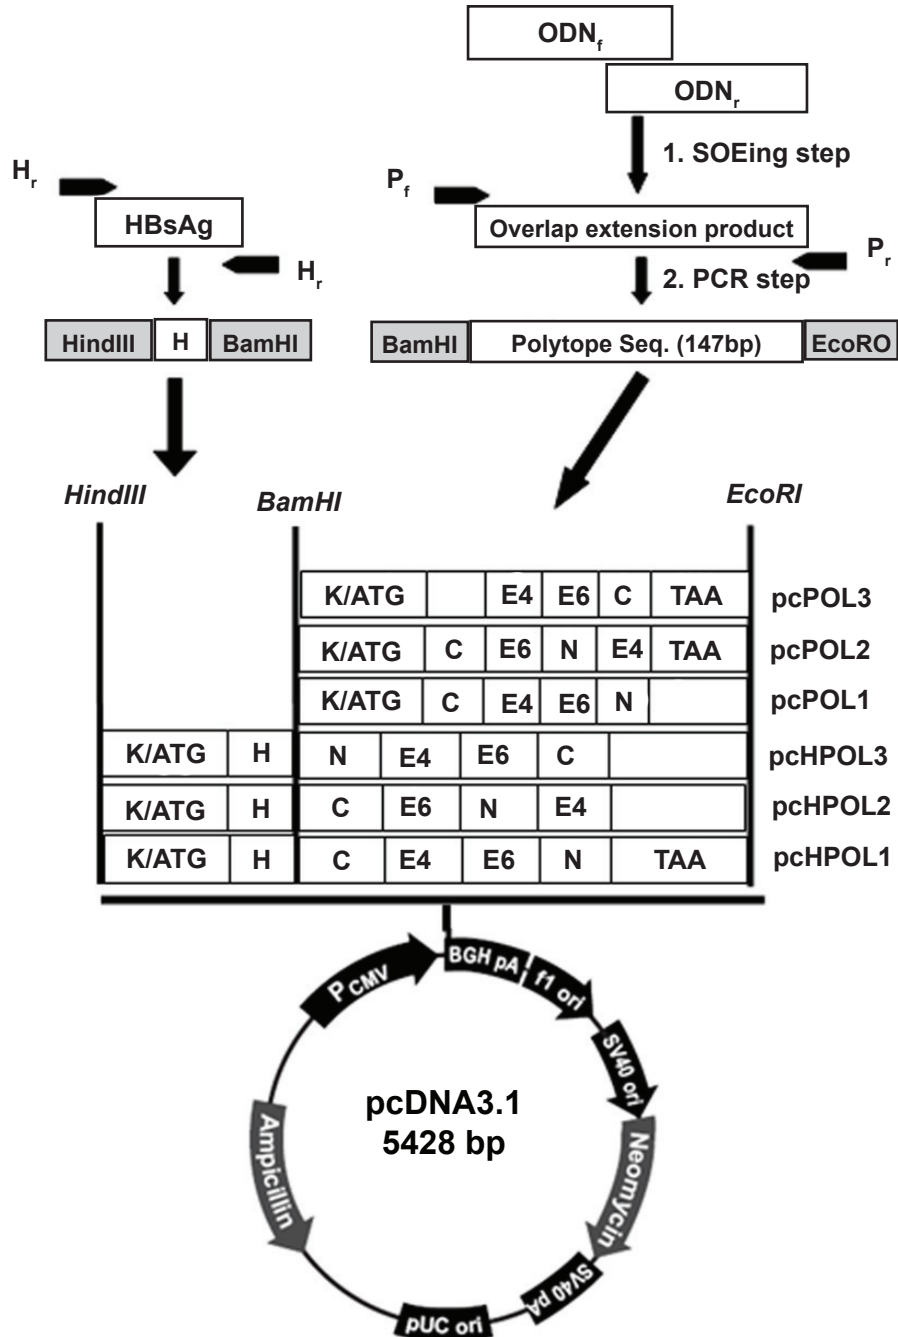 ODNf
ODNr
1. SOEing step
Hr
HBsAg
Hr
Pf
Overlap extension product
Pr
2. PCR step
HindIII H BamHI
BamHI Polytope Seq. (147bp) EcoRO
HindIII BamHI EcoRI
K/ATG E4 E6 C TAA pcPOL3
K/ATG C E6 N E4 TAA pcPOL2
K/ATG C E4 E6 N pcPOL1
K/ATG H N E4 E6 C pcHPOL3
K/ATG H C E6 N E4 pcHPOL2
K/ATG H C E4 E6 N TAA pcHPOL1
PCMV
BGH pA
f1 ori
SV40 ori
Neomycin
SV40 pA
pUC ori
Ampicillin
pcDNA3.1
5428 bp